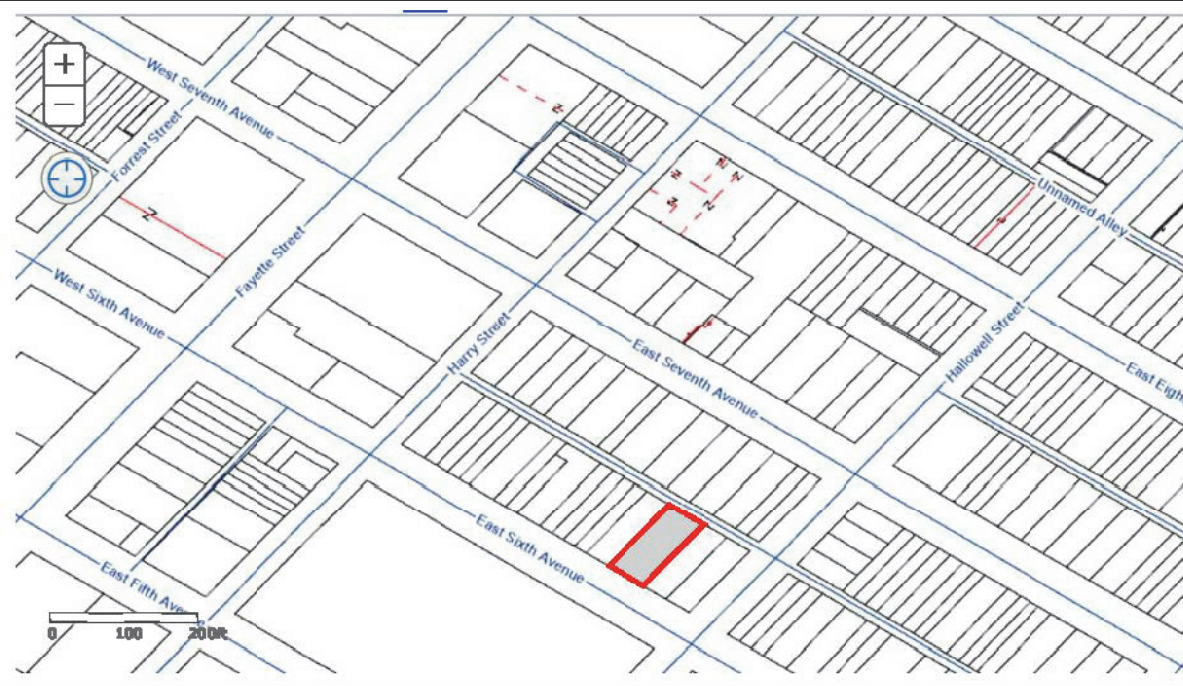 +
West Seventh Avenue
−
Forrest Street
Unnamed Alley
Fayette Street
West Sixth Avenue
Harry Street
Hallowell Street
East Seventh Avenue
East Eigh
East Sixth Avenue
East Fifth Ave
0 100 200ft